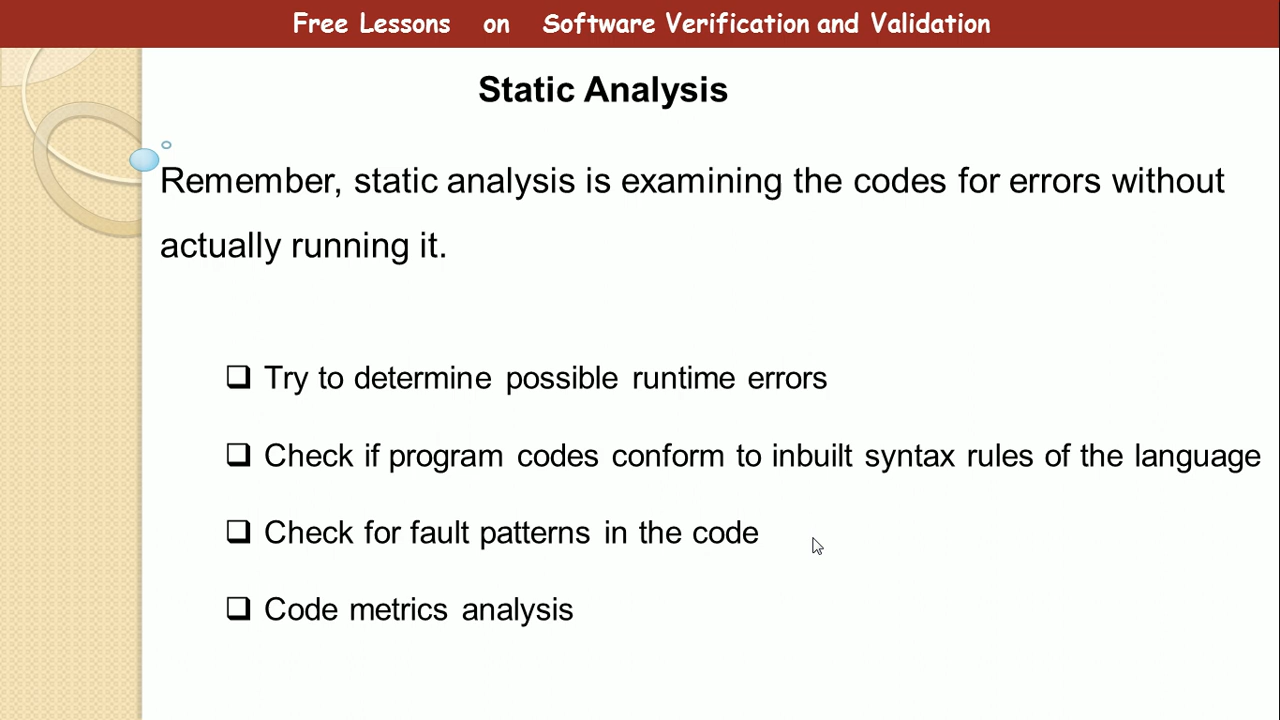 Free Lessons on Software Verification and Validation
Static Analysis
Remember, static analysis is examining the codes for errors without
actually running it.
Try to determine possible runtime errors
Check if program codes conform to inbuilt syntax rules of the language
Check for fault patterns in the code
Code metrics analysis